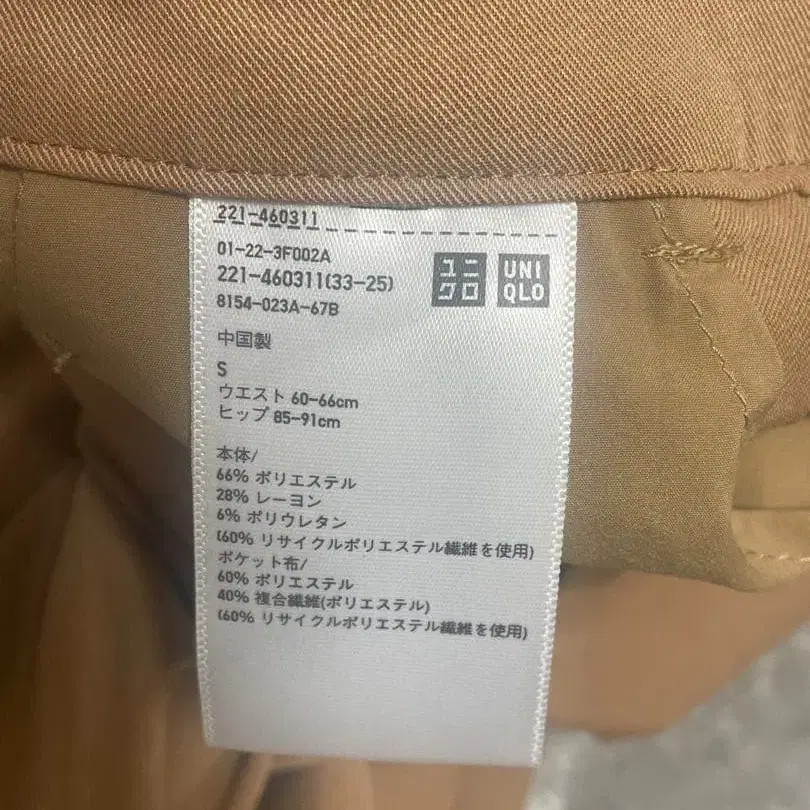 221-460311
01-22-3F002A
221-460311(33-25)
8154-023A-67B
ユニ
クロ
UNI
QLO
中国製
S
ウエスト 60-66cm
ヒップ 85-91cm
本体/
66% ポリエステル
28% レーヨン
6% ポリウレタン
(60% リサイクルポリエステル繊維を使用)
ポケット布/
60% ポリエステル
40% 複合繊維(ポリエステル)
(60% リサイクルポリエステル繊維を使用)